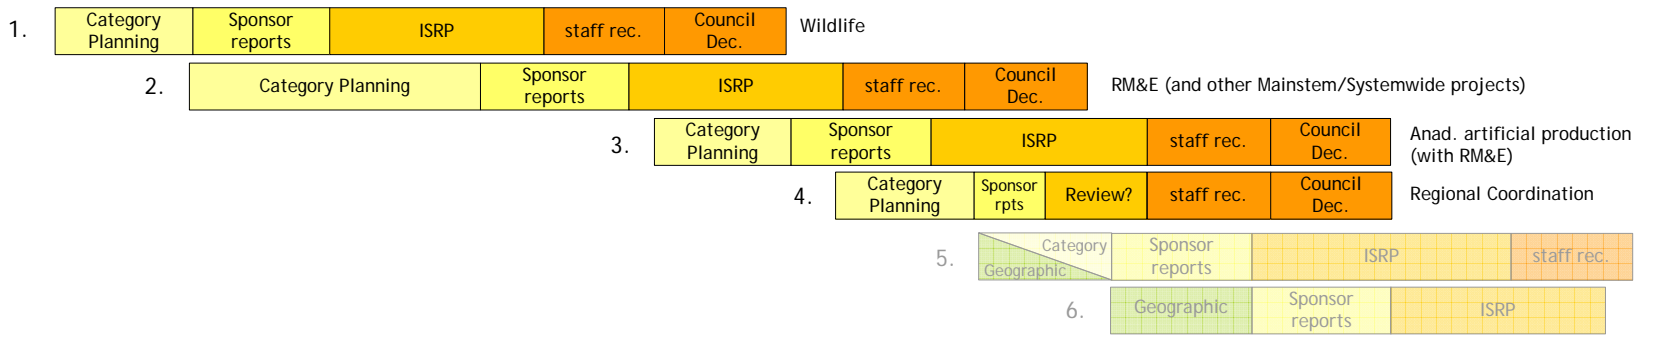 1.
Category
Planning
Sponsor
reports
ISRP
staff rec.
Council
Dec.
Wildlife
2.
Category Planning
Sponsor
reports
ISRP
staff rec.
Council
Dec.
RM&E (and other Mainstem/Systemwide projects)
3.
Category
Planning
Sponsor
reports
ISRP
staff rec.
Council
Dec.
Anad. artificial production
(with RM&E)
4.
Category
Planning
Sponsor
rpts
Review?
staff rec.
Council
Dec.
Regional Coordination
5.
Category
Geographic
Sponsor
reports
ISRP
staff rec.
6.
Geographic
Sponsor
reports
ISRP